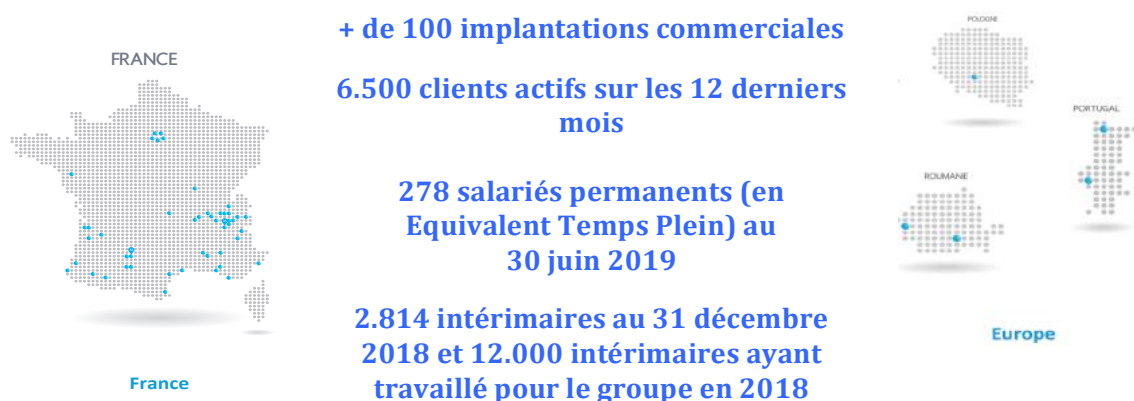 FRANCE
France
+ de 100 implantations commerciales
6.500 clients actifs sur les 12 derniers
mois
278 salariés permanents (en
Equivalent Temps Plein) au
30 juin 2019
2.814 intérimaires au 31 décembre
2018 et 12.000 intérimaires ayant
travaillé pour le groupe en 2018
POLOGNE
PORTUGAL
ROUMANIE
Europe